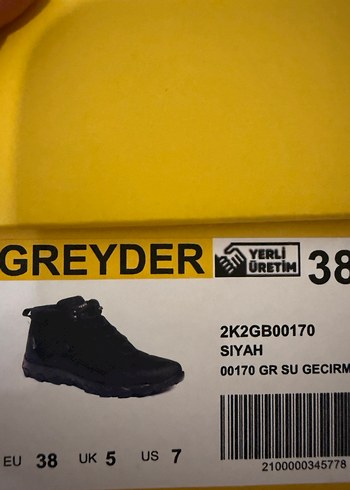 GREYDER
YERLİ
ÜRETİM
38
2K2GB00170
SIYAH
00170 GR SU GECIRM
2100000345778
EU 38 UK 5 US 7